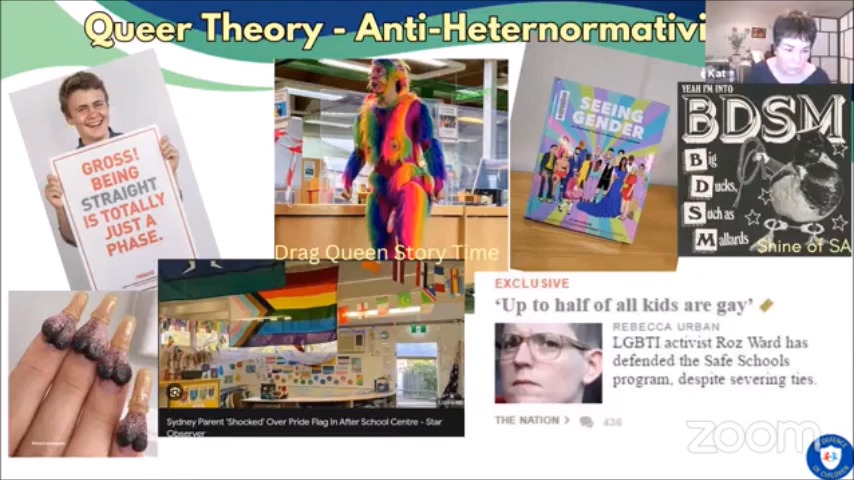 Queer Theory - Anti-Heternormativi
Kat
GROSS!
BEING
STRAIGHT
IS TOTALLY
JUST A
PHASE.
Drag Queen Story Time
SEEING
GENDER
YEAH I'M INTO
BDSM
Big
Ducks,
Such as
Mallards
Shine of SA
Sydney Parent 'Shocked' Over Pride Flag In After School Centre - Star
Observer
EXCLUSIVE
'Up to half of all kids are gay'
REBECCA URBAN
LGBTI activist Roz Ward has
defended the Safe Schools
program, despite severing ties.
THE NATION >
436
zoom
DEFENCE
OF CHILDREN